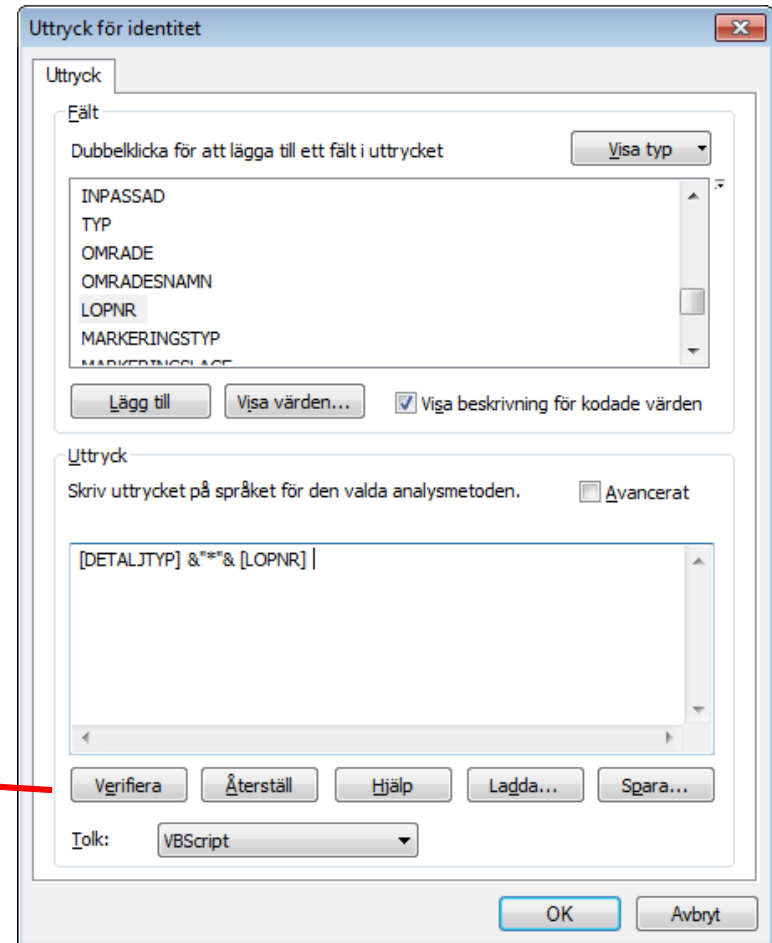 Uttryck för identitet
Uttryck
Fält
Dubbelklicka för att lägga till ett fält i uttrycket
Visa typ
INPASSAD
TYP
OMRADE
OMRADESNAMN
LOPNR
MARKERINGSTYP
MARKERINGSLAGE
Lägg till Visa värden... Visa beskrivning för kodade värden
Uttryck
Skriv uttrycket på språket för den valda analysmetoden. Avancerat
[DETALJTYP] &"*"& [LOPNR]
Verifiera Återställ Hjälp Ladda... Spara...
Tolk: VBScript
OK Avbryt